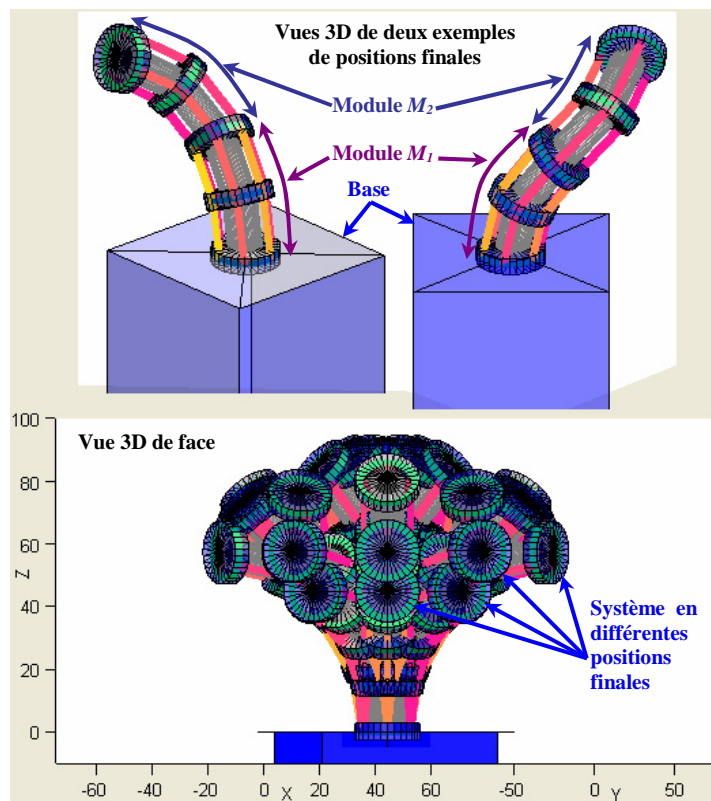 Vues 3D de deux exemples
de positions finales
Module M2
Module M1
Base
100
Vue 3D de face
80
60
Z
40
Système en
différentes
positions
finales
20
0
-60 -40 -20 0 X 20 40 60 -50 0 Y 50